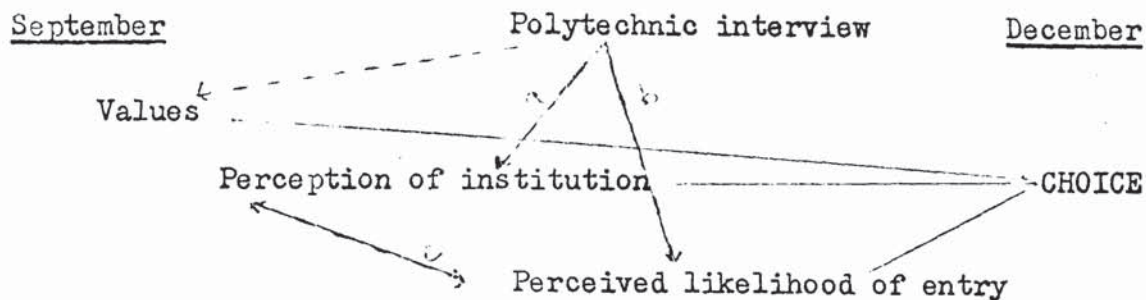 September Polytechnic interview December
Values
a b
Perception of institution CHOICE
c
Perceived likelihood of entry